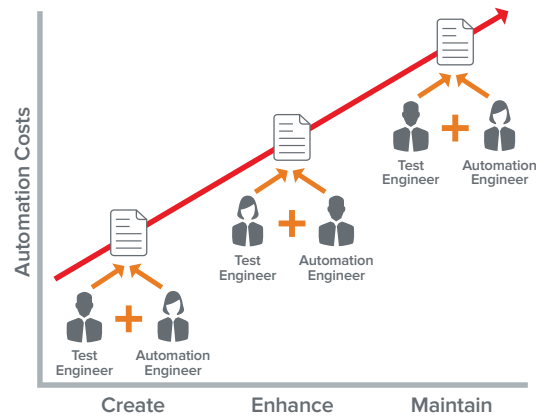 Automation Costs
Test
Engineer
Automation
Engineer
Test
Engineer
Automation
Engineer
Test
Engineer
Automation
Engineer
Create
Enhance
Maintain